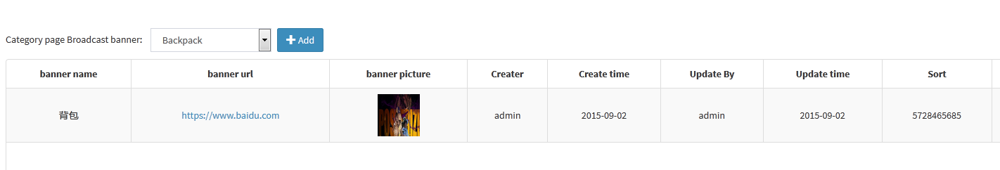 Category page Broadcast banner: Backpack Add
banner name banner url banner picture Creater Create time Update By Update time Sort
背包 https://www.baidu.com admin 2015-09-02 admin 2015-09-02 5728465685